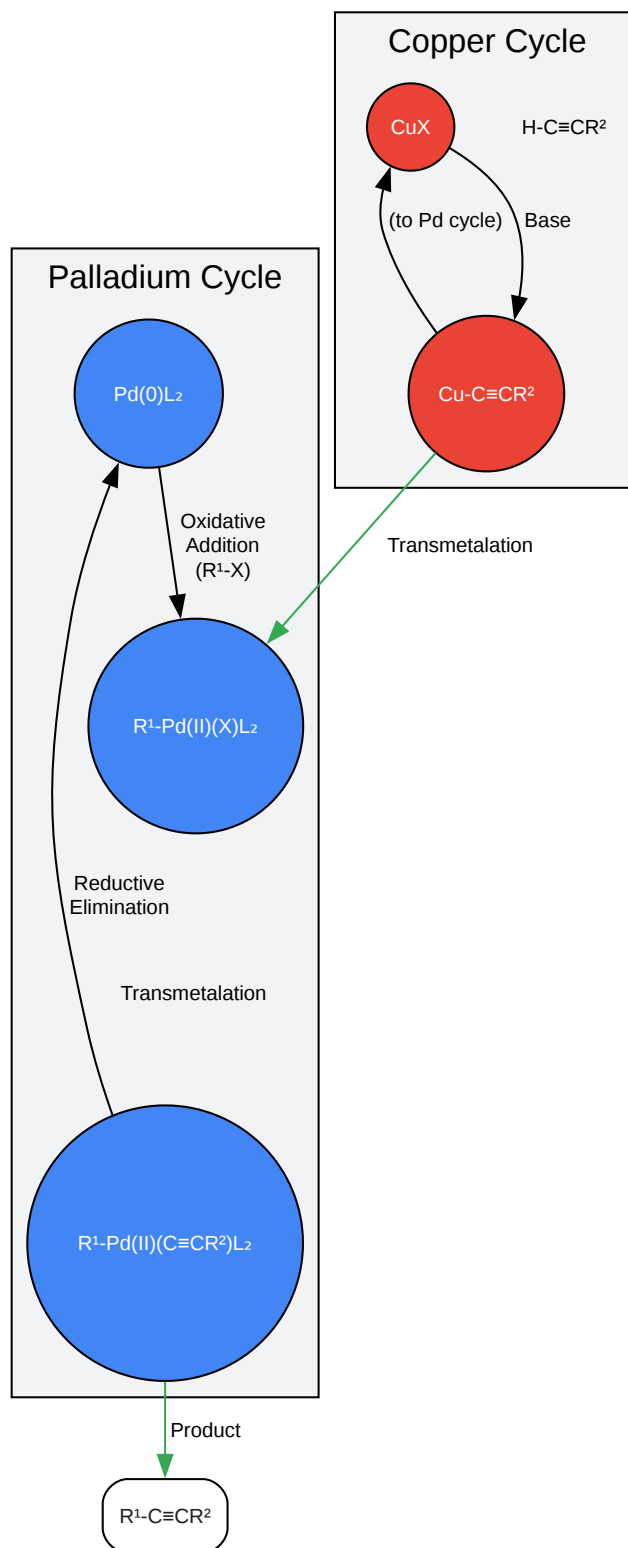 Copper Cycle
CuX
H-C≡CR²
(to Pd cycle)
Base
Cu-C≡CR²
Palladium Cycle
Pd(0)L₂
Oxidative
Addition
(R¹-X)
Transmetalation
R¹-Pd(II)(X)L₂
Reductive
Elimination
Transmetalation
R¹-Pd(II)(C≡CR²)L₂
Product
R¹-C≡CR²